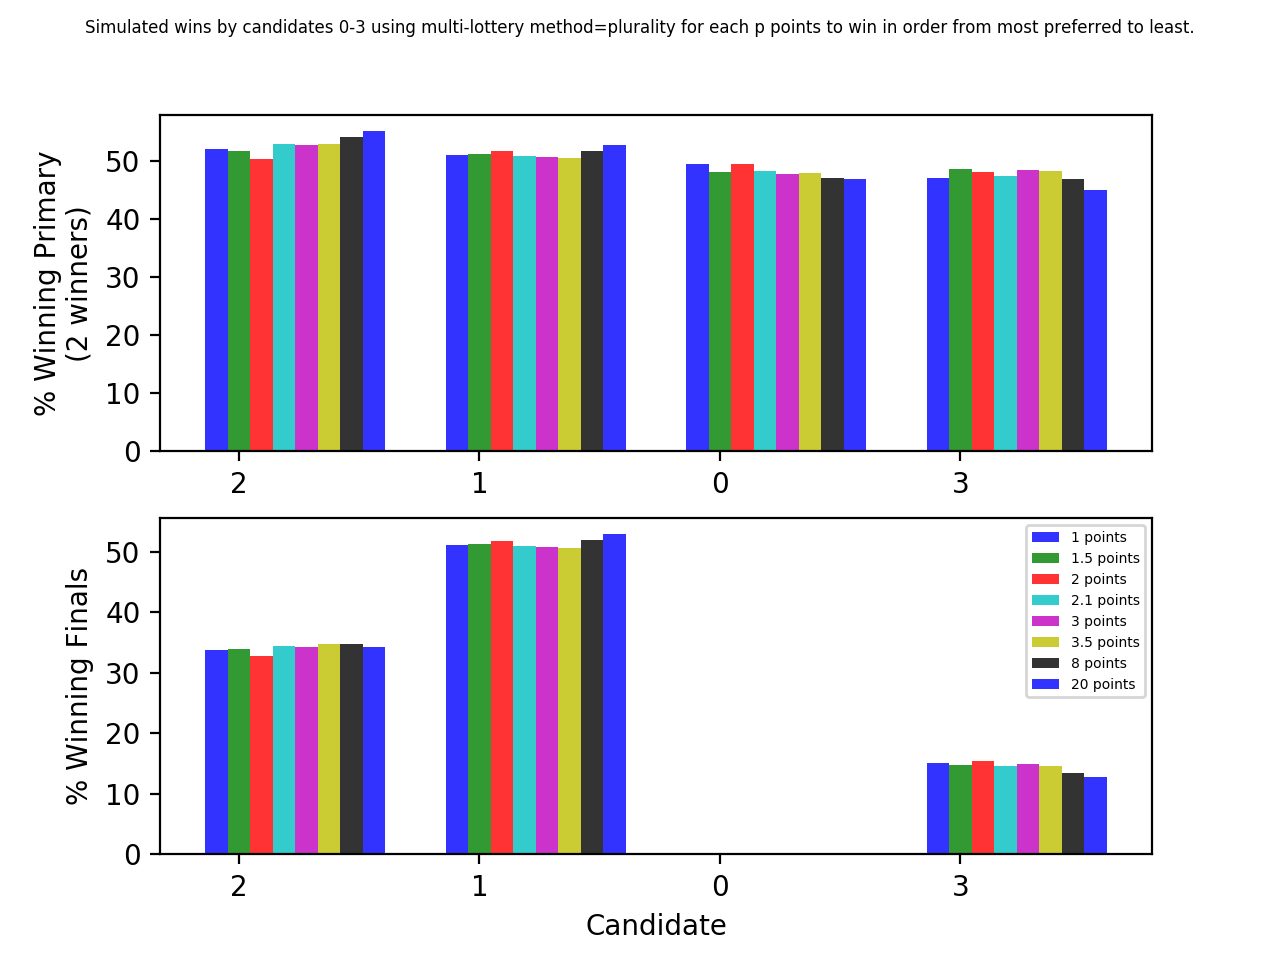 Simulated wins by candidates 0-3 using multi-lottery method=plurality for each p points to win in order from most preferred to least.
% Winning Primary
(2 winners)
50
40
30
20
10
0
2 1 0 3
% Winning Finals
50
40
30
20
10
0
1 points
1.5 points
2 points
2.1 points
3 points
3.5 points
8 points
20 points
2 1 0 3
Candidate